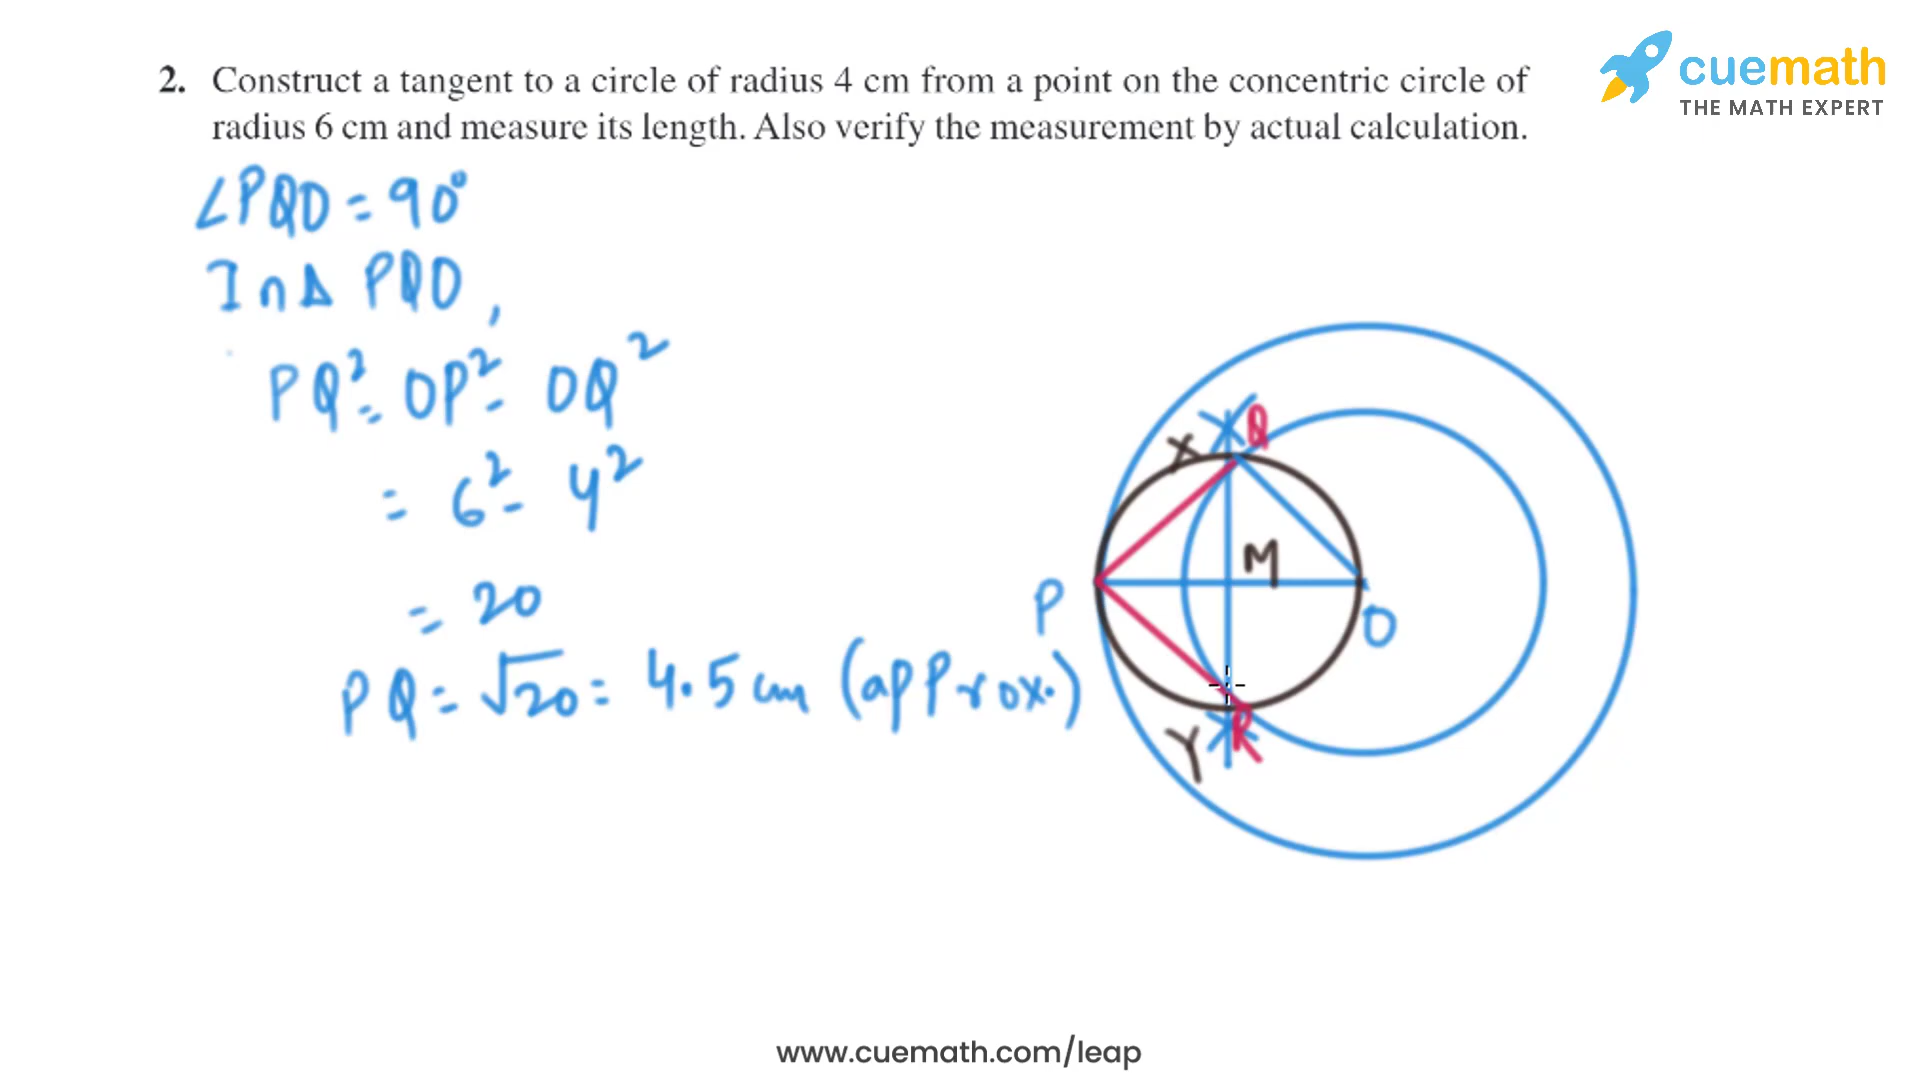 2. Construct a tangent to a circle of radius 4 cm from a point on the concentric circle of
radius 6 cm and measure its length. Also verify the measurement by actual calculation.
cuemath
THE MATH EXPERT
∠PQO = 90°
In Δ PQO,
PQ² = OP² - OQ²
= 6² - 4²
= 20
PQ = √20 = 4.5 cm (approx.)
X
Q
M
P
O
Y
R
www.cuemath.com/leap